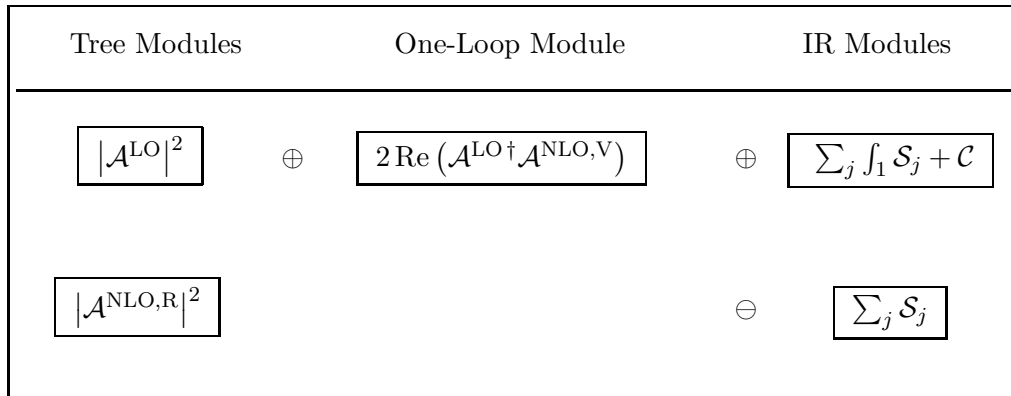 Tree Modules One-Loop Module IR Modules
|𝒜^LO|^2 ⊕ 2 Re (𝒜^LO † 𝒜^NLO,V) ⊕ ∑_j ∫_1 𝒮_j + 𝒞
|𝒜^NLO,R|^2 ⊖ ∑_j 𝒮_j